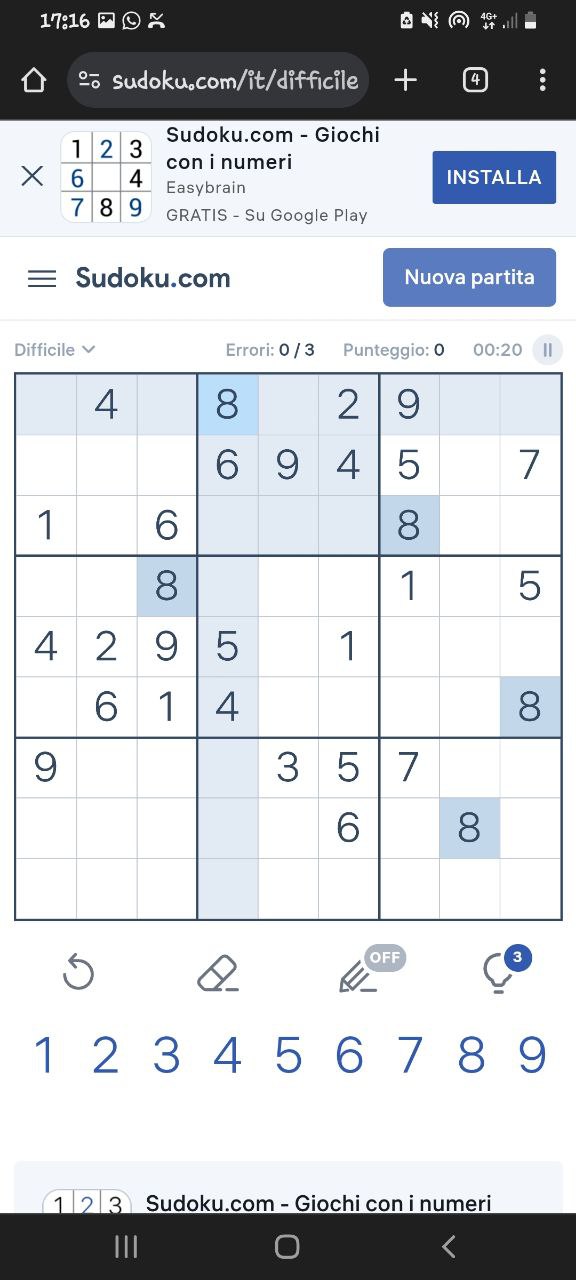 17:16 4G+
sudoku.com/it/difficile + 4
1 2 3
6 4
7 8 9
Sudoku.com - Giochi con i numeri
Easybrain
GRATIS - Su Google Play
INSTALLA
Sudoku.com
Nuova partita
Difficile Errori: 0 / 3 Punteggio: 0 00:20
4 8 2 9
6 9 4 5 7
1 6 8
8 1 5
4 2 9 5 1
6 1 4 8
9 3 5 7
6 8
OFF 3
1 2 3 4 5 6 7 8 9
1 2 3 Sudoku.com - Giochi con i numeri